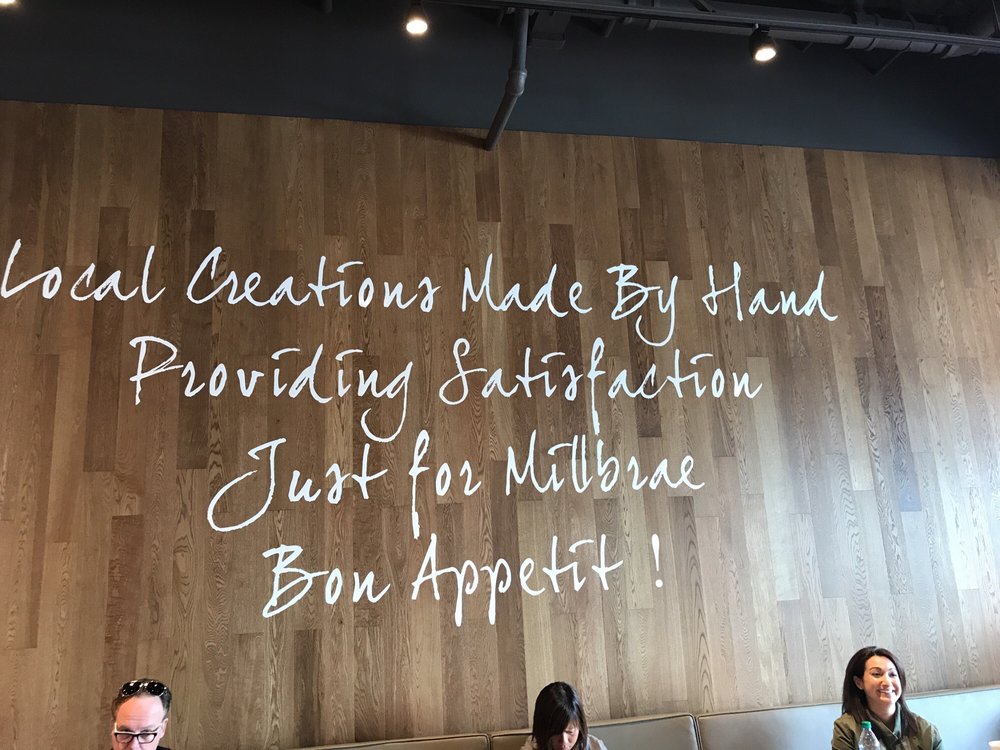 Local Creations Made By Hand
Providing Satisfaction
Just for Millbrae
Bon Appetit !